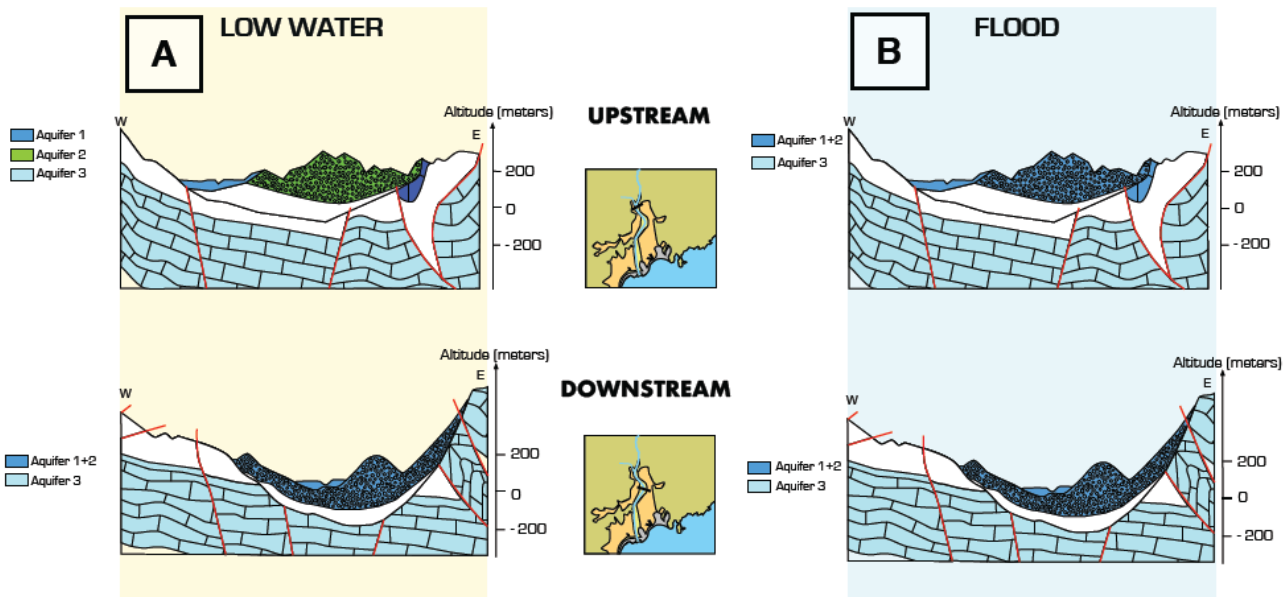 A
LOW WATER
B
FLOOD
W
Altitude (meters)
E
Aquifer 1
Aquifer 2
Aquifer 3
200
0
- 200
UPSTREAM
W
Altitude (meters)
E
Aquifer 1+2
Aquifer 3
200
0
- 200
W
Altitude (meters)
E
Aquifer 1+2
Aquifer 3
200
0
- 200
DOWNSTREAM
W
Altitude (meters)
E
Aquifer 1+2
Aquifer 3
200
0
- 200